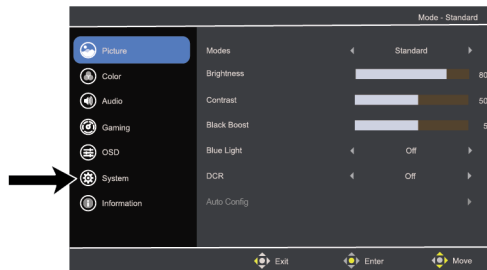 Mode - Standard
Picture
Modes Standard
Brightness 80
Color
Contrast 50
Audio
Black Boost 5
Gaming
Blue Light Off
OSD
DCR Off
System
Auto Config
Information
Exit Enter Move